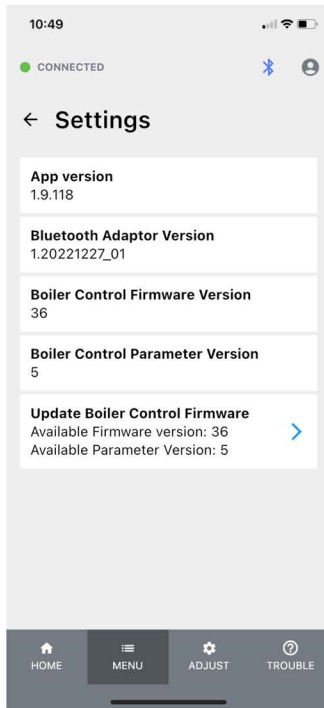 10:49
CONNECTED
Settings
App version
1.9.118
Bluetooth Adaptor Version
1.20221227_01
Boiler Control Firmware Version
36
Boiler Control Parameter Version
5
Update Boiler Control Firmware
Available Firmware version: 36
Available Parameter Version: 5
HOME MENU ADJUST TROUBLE